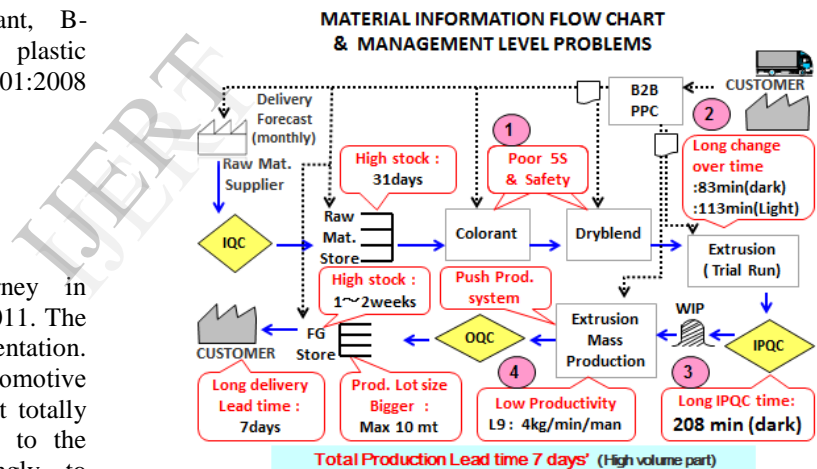 ant, B-
plastic
01:2008
IJERT
rney in
011. The
entation.
omotive
t totally
to the
ngly to
MATERIAL INFORMATION FLOW CHART
& MANAGEMENT LEVEL PROBLEMS
Delivery
Forecast
(monthly)
Raw Mat.
Supplier
B2B
PPC
CUSTOMER
1
2
High stock :
31days
Poor 5S
& Safety
Long change
over time
:83min(dark)
:113min(Light)
IQC
Raw
Mat.
Store
Colorant
Dryblend
Extrusion
( Trial Run)
High stock :
1～2weeks
Push Prod.
system
CUSTOMER
FG
Store
OQC
Extrusion
Mass
Production
WIP
IPQC
4
3
Long delivery
Lead time :
7days
Prod. Lot size
Bigger :
Max 10 mt
Low Productivity
L9 : 4kg/min/man
Long IPQC time:
208 min (dark)
Total Production Lead time 7 days' (High volume part)